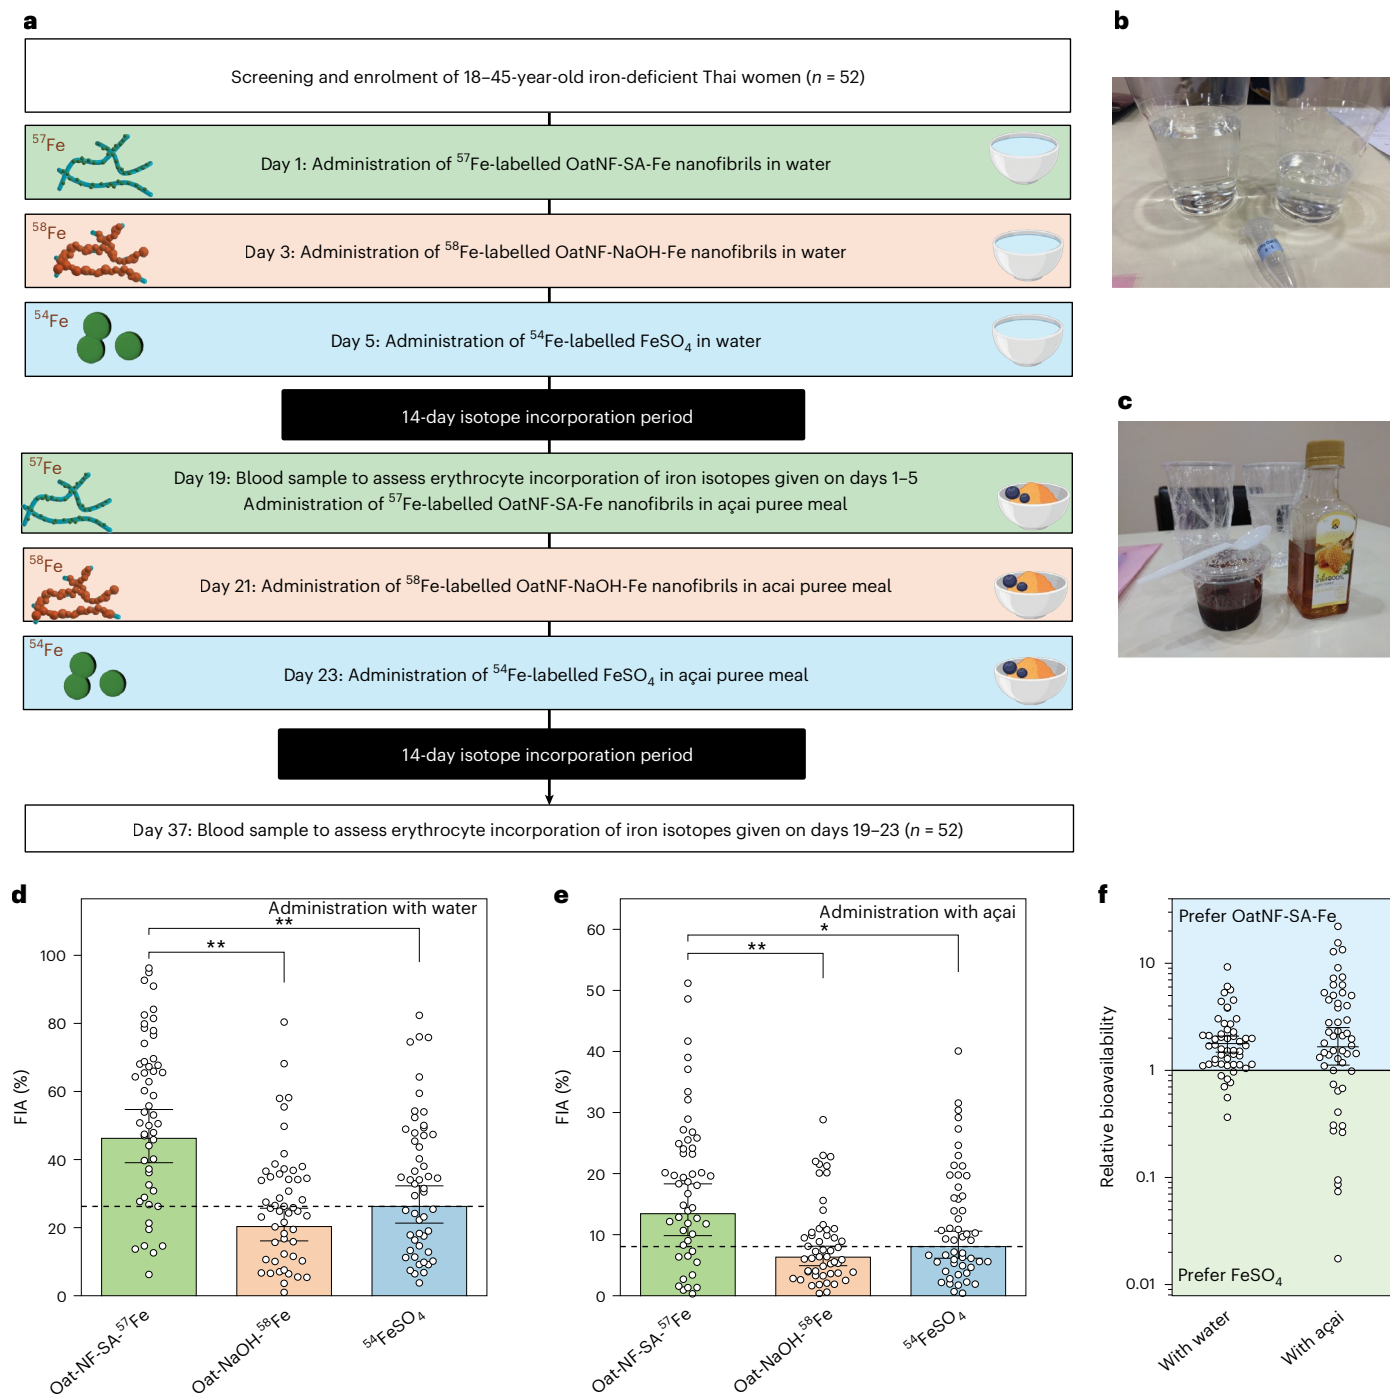 a
Screening and enrolment of 18–45-year-old iron-deficient Thai women (n = 52)
⁵⁷Fe
Day 1: Administration of ⁵⁷Fe-labelled OatNF-SA-Fe nanofibrils in water
⁵⁸Fe
Day 3: Administration of ⁵⁸Fe-labelled OatNF-NaOH-Fe nanofibrils in water
⁵⁴Fe
Day 5: Administration of ⁵⁴Fe-labelled FeSO₄ in water
14-day isotope incorporation period
⁵⁷Fe
Day 19: Blood sample to assess erythrocyte incorporation of iron isotopes given on days 1–5
Administration of ⁵⁷Fe-labelled OatNF-SA-Fe nanofibrils in açai puree meal
⁵⁸Fe
Day 21: Administration of ⁵⁸Fe-labelled OatNF-NaOH-Fe nanofibrils in acai puree meal
⁵⁴Fe
Day 23: Administration of ⁵⁴Fe-labelled FeSO₄ in açai puree meal
14-day isotope incorporation period
Day 37: Blood sample to assess erythrocyte incorporation of iron isotopes given on days 19–23 (n = 52)
b
c
d
Administration with water
**
**
FIA (%)
100
80
60
40
20
0
Oat-NF-SA-⁵⁷Fe
Oat-NaOH-⁵⁸Fe
⁵⁴FeSO₄
e
Administration with açai
*
**
FIA (%)
60
50
40
30
20
10
0
Oat-NF-SA-⁵⁷Fe
Oat-NaOH-⁵⁸Fe
⁵⁴FeSO₄
f
Prefer OatNF-SA-Fe
Relative bioavailability
10
1
0.1
0.01
Prefer FeSO₄
With water
With açai